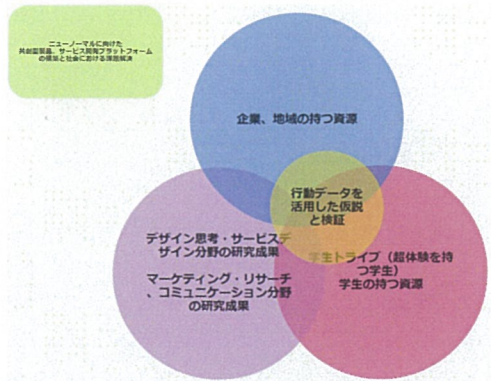 ニューノーマルに向けた
共創型製品、サービス開発プラットフォーム
の構築と社会における課題解決
企業、地域の持つ資源
行動データを
活用した仮説
と検証
デザイン思考・サービスデ
ザイン分野の研究成果
マーケティング・リサーチ
、コミュニケーション分野
の研究成果
学生トライブ（超体験を持
つ学生）
学生の持つ資源